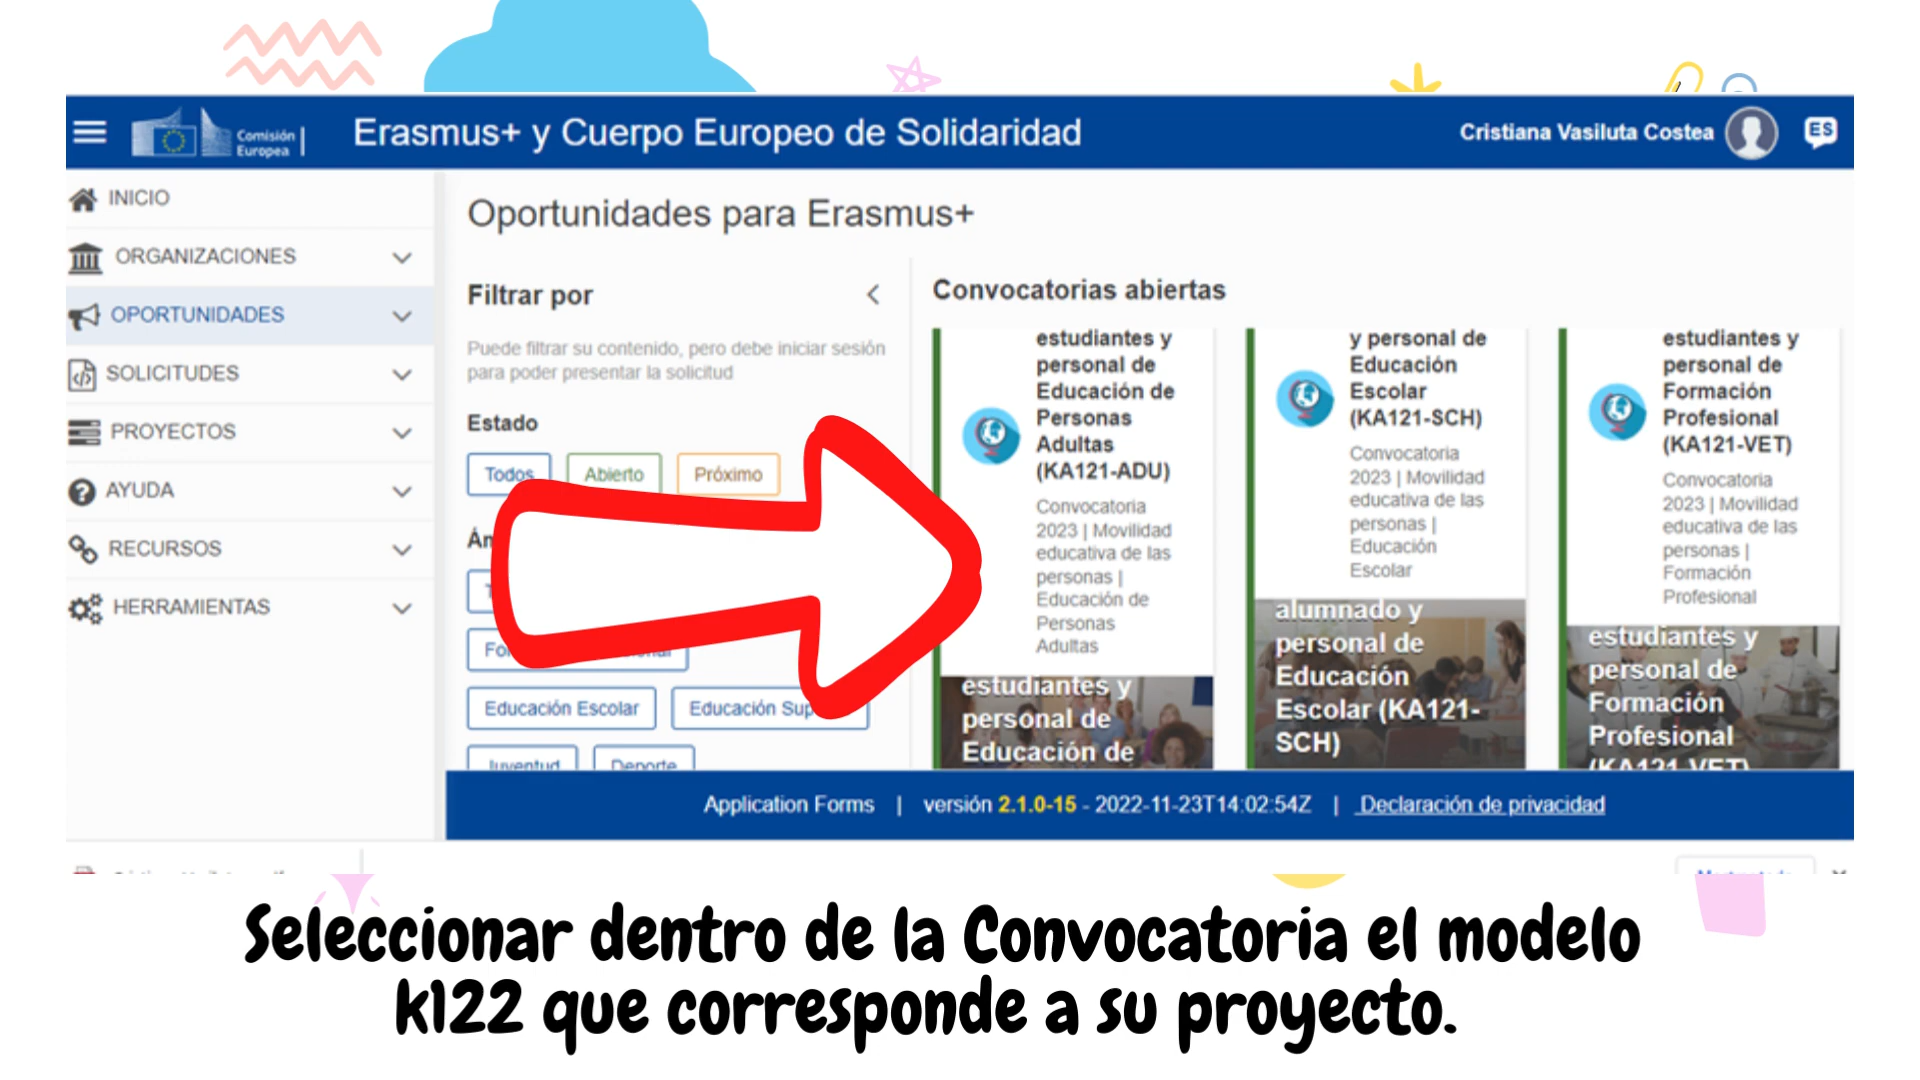 Comisión
Europea
Erasmus+ y Cuerpo Europeo de Solidaridad
Cristiana Vasiluta Costea
ES
INICIO
ORGANIZACIONES
OPORTUNIDADES
SOLICITUDES
PROYECTOS
AYUDA
RECURSOS
HERRAMIENTAS
Oportunidades para Erasmus+
Filtrar por
Puede filtrar su contenido, pero debe iniciar sesión
para poder presentar la solicitud
Estado
Todos
Abierto
Próximo
Educación Escolar
Educación
Juventud
Deporte
Convocatorias abiertas
estudiantes y
personal de
Educación de
Personas
Adultas
(KA121-ADU)
Convocatoria
2023 | Movilidad
educativa de las
personas |
Educación de
Personas
Adultas
estudiantes y
personal de
Educación de
y personal de
Educación
Escolar
(KA121-SCH)
Convocatoria
2023 | Movilidad
educativa de las
personas |
Educación
Escolar
alumnado y
personal de
Educación
Escolar (KA121-
SCH)
estudiantes y
personal de
Formación
Profesional
(KA121-VET)
Convocatoria
2023 | Movilidad
educativa de las
personas |
Formación
Profesional
estudiantes y
personal de
Formación
Profesional
(KA121-VET)
Application Forms | versión 2.1.0-15 - 2022-11-23T14:02:54Z | Declaración de privacidad
Seleccionar dentro de la Convocatoria el modelo
k122 que corresponde a su proyecto.